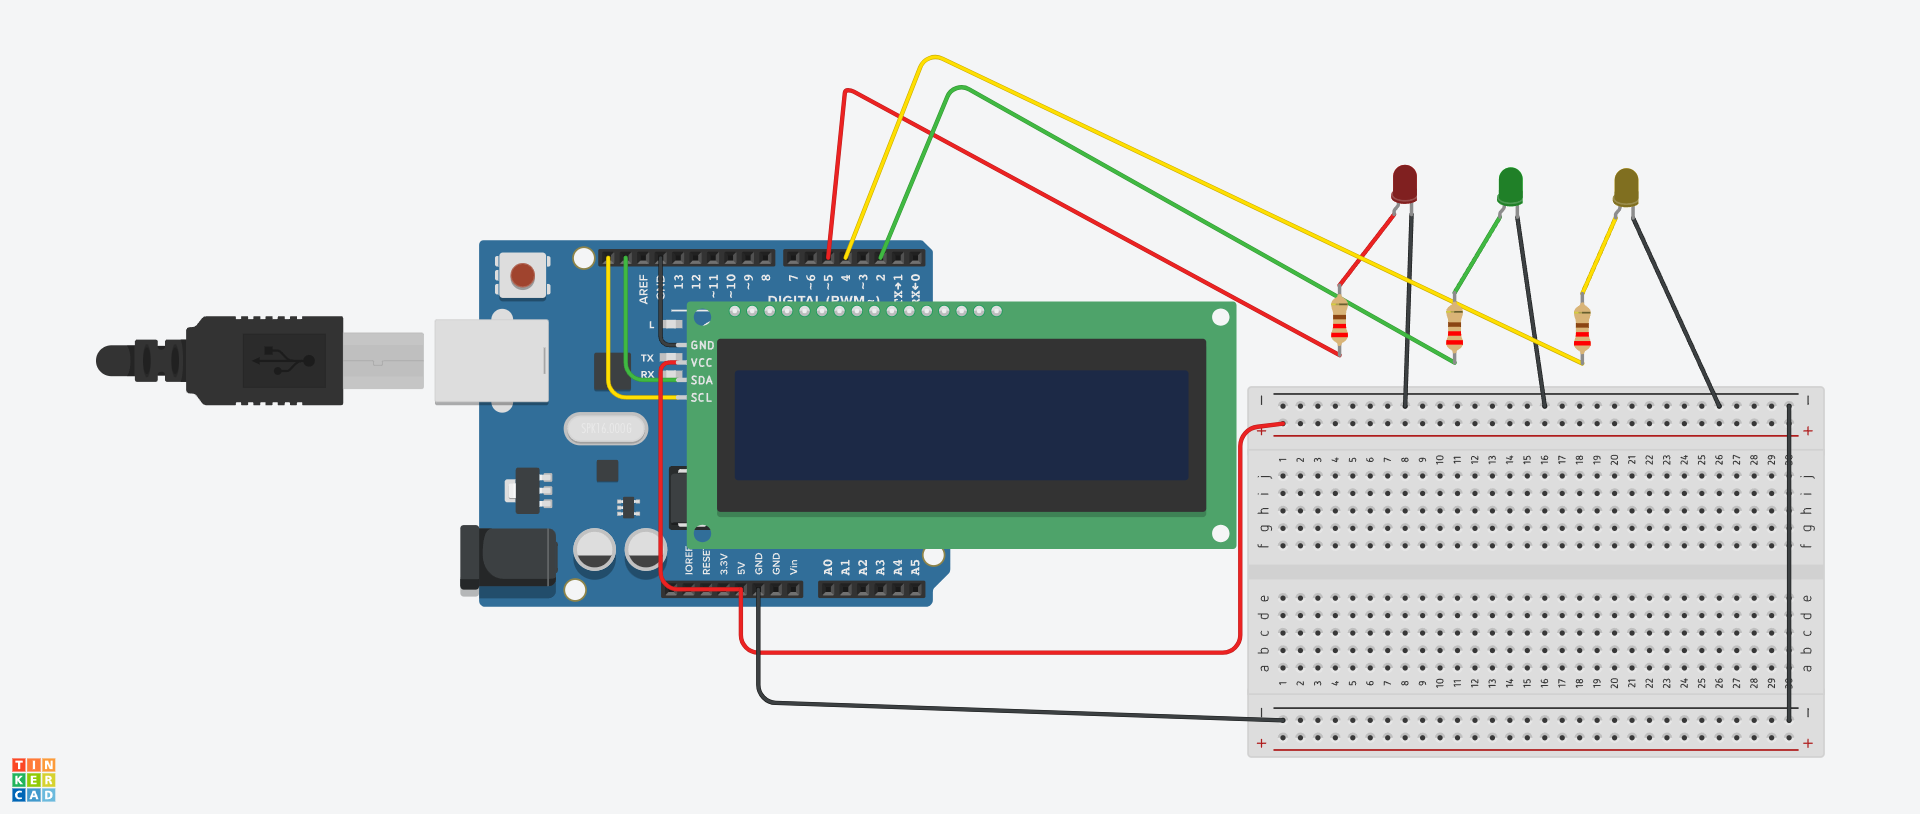 AREF
GND
13
12
~11
~10
~9
8
7
~6
~5
4
~3
2
TX→1
RX←0
DIGITAL (PWM~)
L
TX
RX
GND
VCC
SDA
SCL
SPK16.000G
IOREF
RESET
3.3V
5V
GND
GND
Vin
A0
A1
A2
A3
A4
A5
− −
+ +
1 2 3 4 5 6 7 8 9 10 11 12 13 14 15 16 17 18 19 20 21 22 23 24 25 26 27 28 29 30
j j
i i
h h
g g
f f
e e
d d
c c
b b
a a
1 2 3 4 5 6 7 8 9 10 11 12 13 14 15 16 17 18 19 20 21 22 23 24 25 26 27 28 29 30
− −
+ +
TIN
KER
CAD